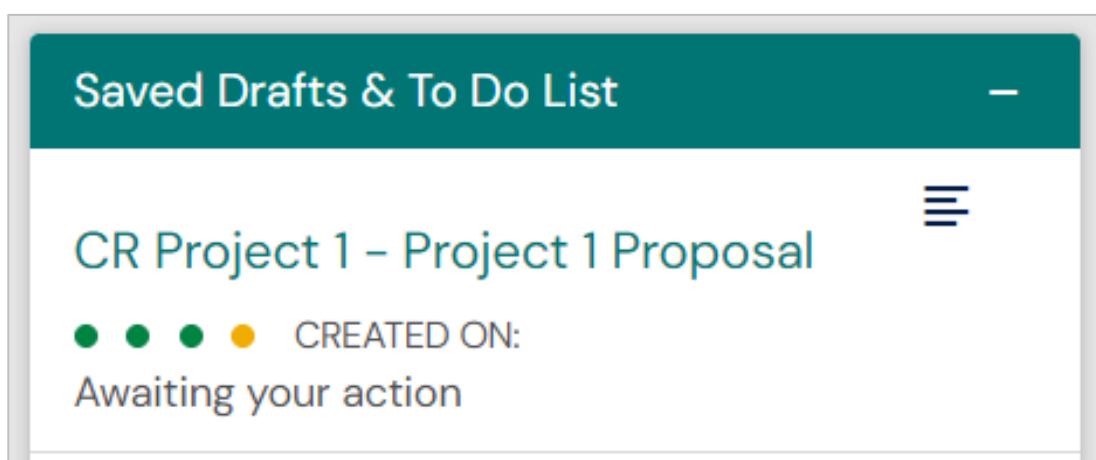 Saved Drafts & To Do List
CR Project 1 – Project 1 Proposal
CREATED ON:
Awaiting your action